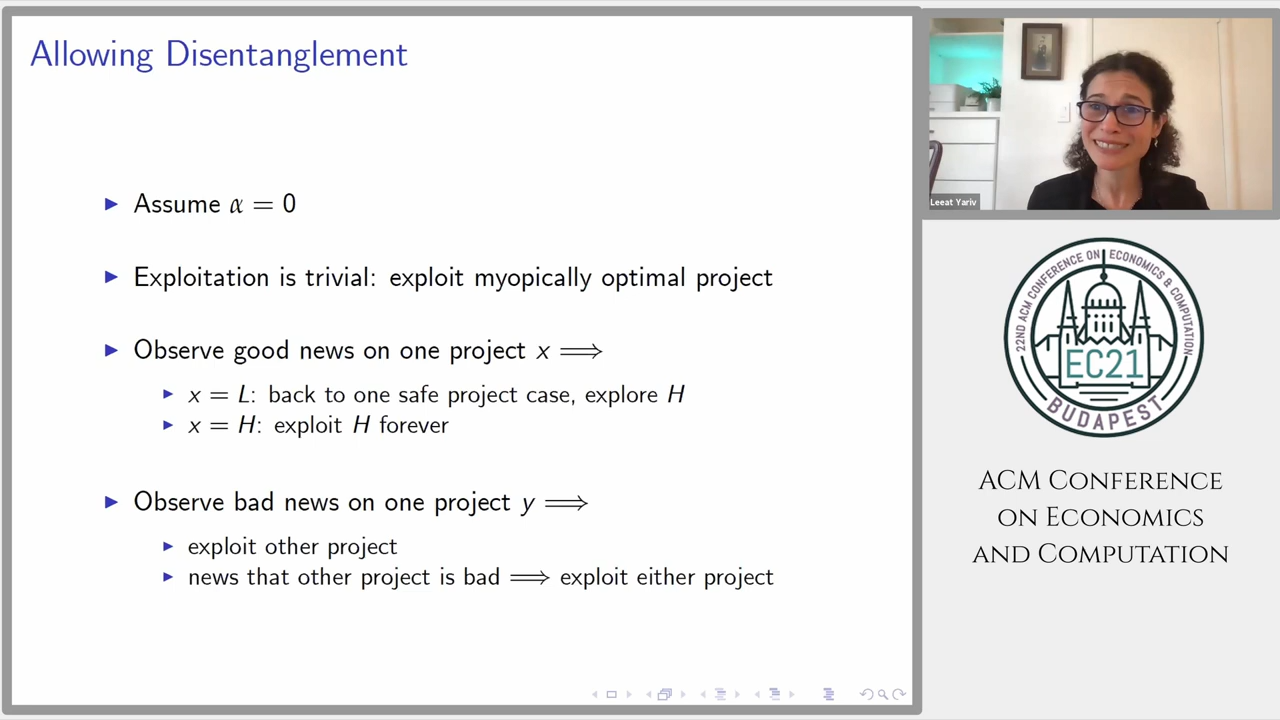 Allowing Disentanglement
Assume α = 0
Exploitation is trivial: exploit myopically optimal project
Observe good news on one project x ⟹
x = L: back to one safe project case, explore H
x = H: exploit H forever
Observe bad news on one project y ⟹
exploit other project
news that other project is bad ⟹ exploit either project
Leeat Yariv
22ND ACM CONFERENCE ON ECONOMICS & COMPUTATION
EC21
BUDAPEST
ACM Conference
on Economics
and Computation